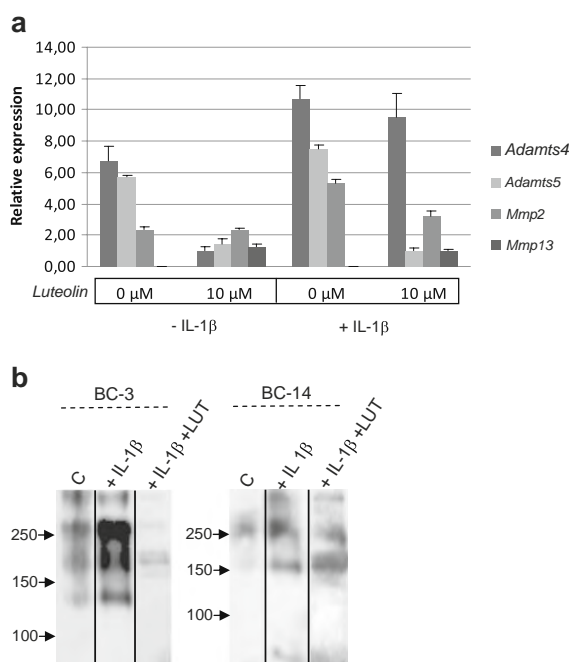 a
Relative expression
14,00
12,00
10,00
8,00
6,00
4,00
2,00
0,00
Adamts4
Adamts5
Mmp2
Mmp13
Luteolin 0 µM 10 µM 0 µM 10 µM
- IL-1β + IL-1β
b
BC-3 BC-14
C + IL-1β + IL-1β +LUT C + IL-1β + IL-1β +LUT
250 250
150 150
100 100